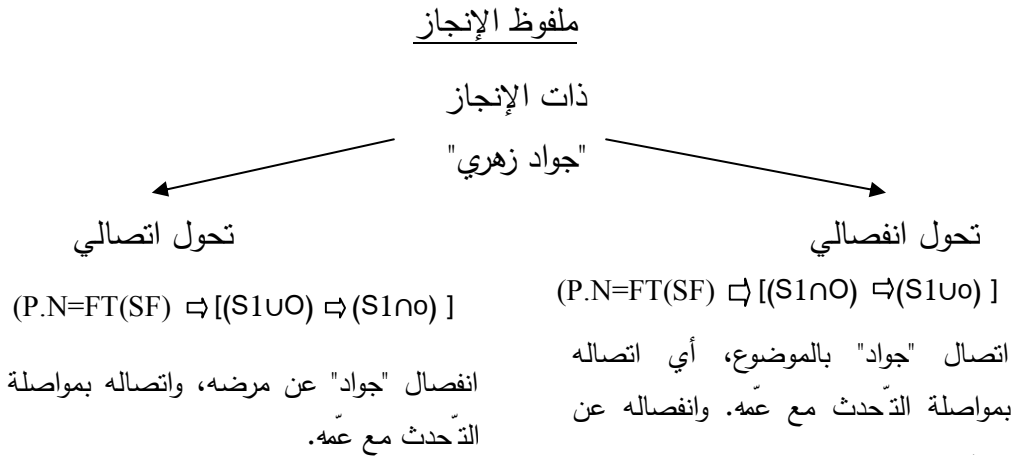 ملفوظ الإنجاز
ذات الإنجاز
"جواد زهري"
تحول انفصالي
(P.N=FT(SF) ⇨ [(S1∩O) ⇨(S1∪o) ]
اتصال "جواد" بالموضوع، أي اتصاله
بمواصلة التّحدث مع عمّه. وانفصاله عن
تحول اتصالي
(P.N=FT(SF) ⇨ [(S1∪O) ⇨ (S1∩o) ]
انفصال "جواد" عن مرضه، واتصاله بمواصلة
التّحدث مع عمّه.